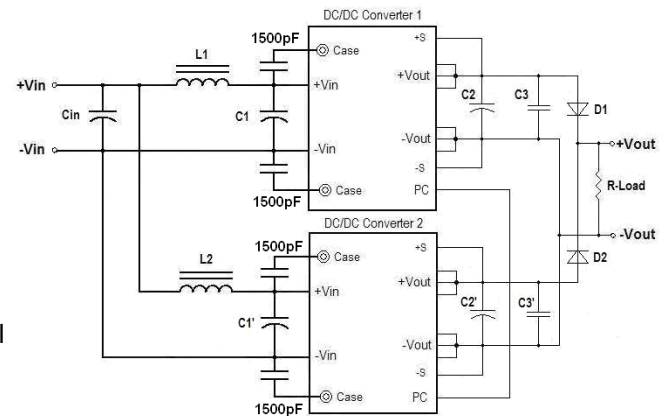 DC/DC Converter 1
1500pF
Case
+S
L1
+Vin
+Vin
+Vout
C2
C3
D1
Cin
C1
-Vin
-Vin
-Vout
+Vout
-S
R-Load
1500pF
Case
PC
DC/DC Converter 2
-Vout
1500pF
Case
+S
D2
L2
+Vin
+Vout
C2'
C3'
C1'
-Vin
-Vout
-S
1500pF
Case
PC